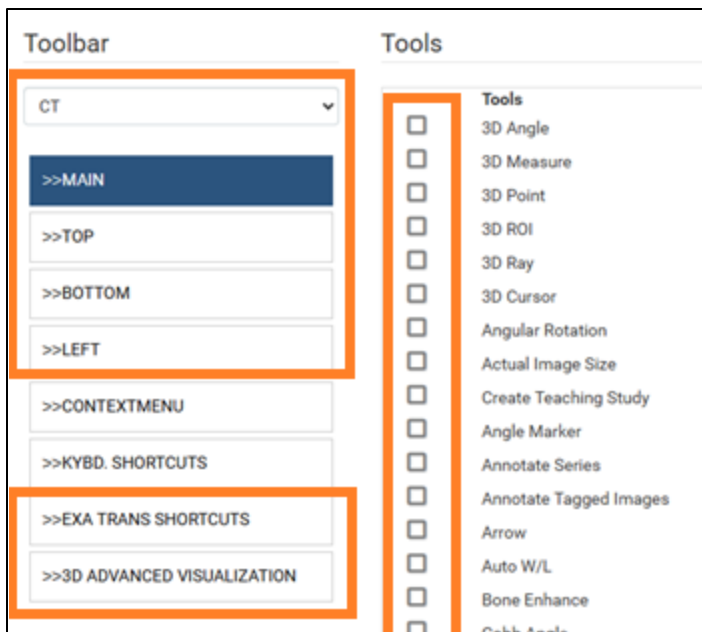 Toolbar
CT
>>MAIN
>>TOP
>>BOTTOM
>>LEFT
>>CONTEXTMENU
>>KYBD. SHORTCUTS
>>EXA TRANS SHORTCUTS
>>3D ADVANCED VISUALIZATION
Tools
Tools
3D Angle
3D Measure
3D Point
3D ROI
3D Ray
3D Cursor
Angular Rotation
Actual Image Size
Create Teaching Study
Angle Marker
Annotate Series
Annotate Tagged Images
Arrow
Auto W/L
Bone Enhance
Cobb Angle